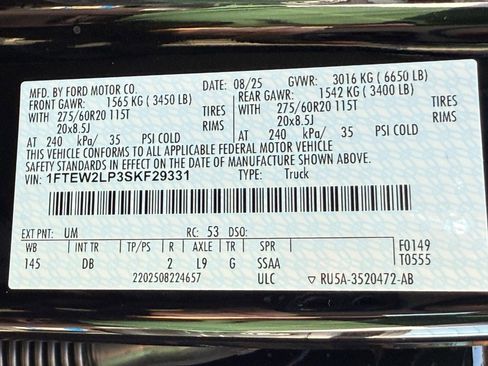 MFD. BY FORD MOTOR CO. DATE: 08/25 GVWR: 3016 KG ( 6650 LB)
FRONT GAWR: 1565 KG ( 3450 LB) REAR GAWR: 1542 KG ( 3400 LB)
WITH 275/60R20 115T TIRES WITH 275/60R20 115T TIRES
20x8.5J RIMS 20x8.5J RIMS
AT 240 kPa/ 35 PSI COLD AT 240 kPa/ 35 PSI COLD
THIS VEHICLE CONFORMS TO ALL APPLICABLE FEDERAL MOTOR VEHICLE
SAFETY STANDARDS IN EFFECT ON THE DATE OF MANUFACTURE SHOWN ABOVE.
VIN: 1FTEW2LP3SKF29331 TYPE: Truck
EXT PNT: UM RC: 53 DSO:
WB INT TR TP/PS R AXLE TR SPR F0149
145 DB 2 L9 G SSAA T0555
2202508224657 ULC ▽ RU5A-3520472-AB